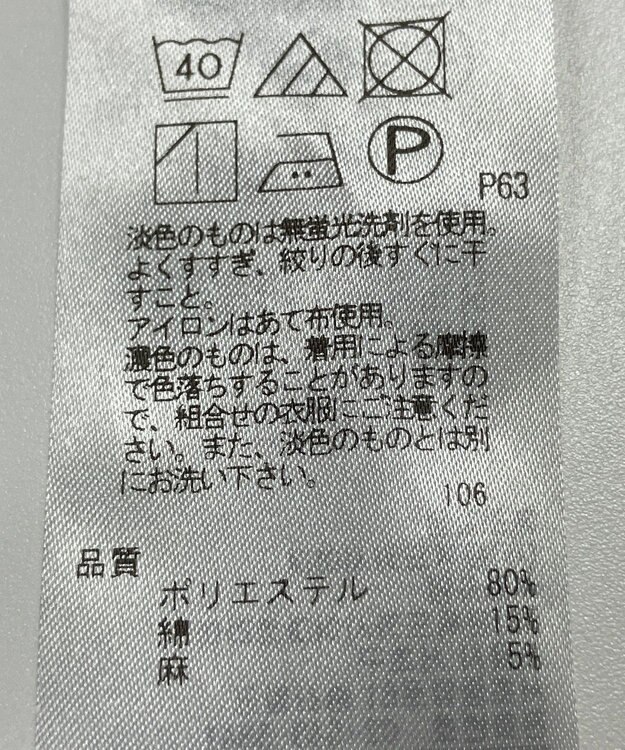 40
P
P63
淡色のものは無蛍光洗剤を使用。
よくすすぎ、絞りの後すぐに干
すこと。
アイロンはあて布使用。
濃色のものは、着用による摩擦
で色落ちすることがありますの
で、組合せの衣服にご注意くだ
さい。また、淡色のものとは別
にお洗い下さい。
106
品質
ポリエステル 80%
綿 15%
麻 5%